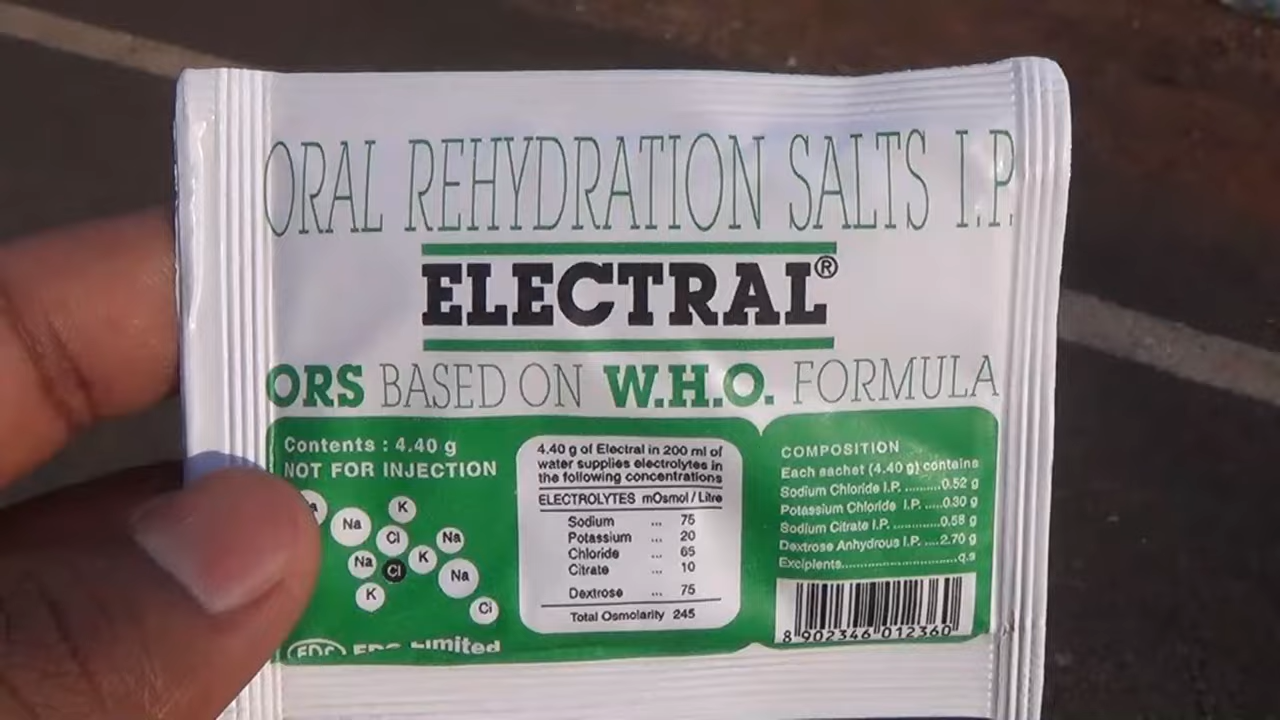 ORAL REHYDRATION SALTS I.P.
ELECTRAL®
ORS BASED ON W.H.O. FORMULA
Contents : 4.40 g
NOT FOR INJECTION
Na K
Cl Na
Na Cl K Na
K Cl
Limited
4.40 g of Electral in 200 ml of
water supplies electrolytes in
the following concentrations
ELECTROLYTES mOsmol / Litre
Sodium ... 75
Potassium ... 20
Chloride ... 65
Citrate ... 10
Dextrose ... 75
Total Osmolarity 245
COMPOSITION
Each sachet (4.40 g) contains
Sodium Chloride I.P. ..........0.52 g
Potassium Chloride I.P. .....0.30 g
Sodium Citrate I.P. .............0.58 g
Dextrose Anhydrous I.P. ....2.70 g
Excipients.........................q.s
8 902346 012360